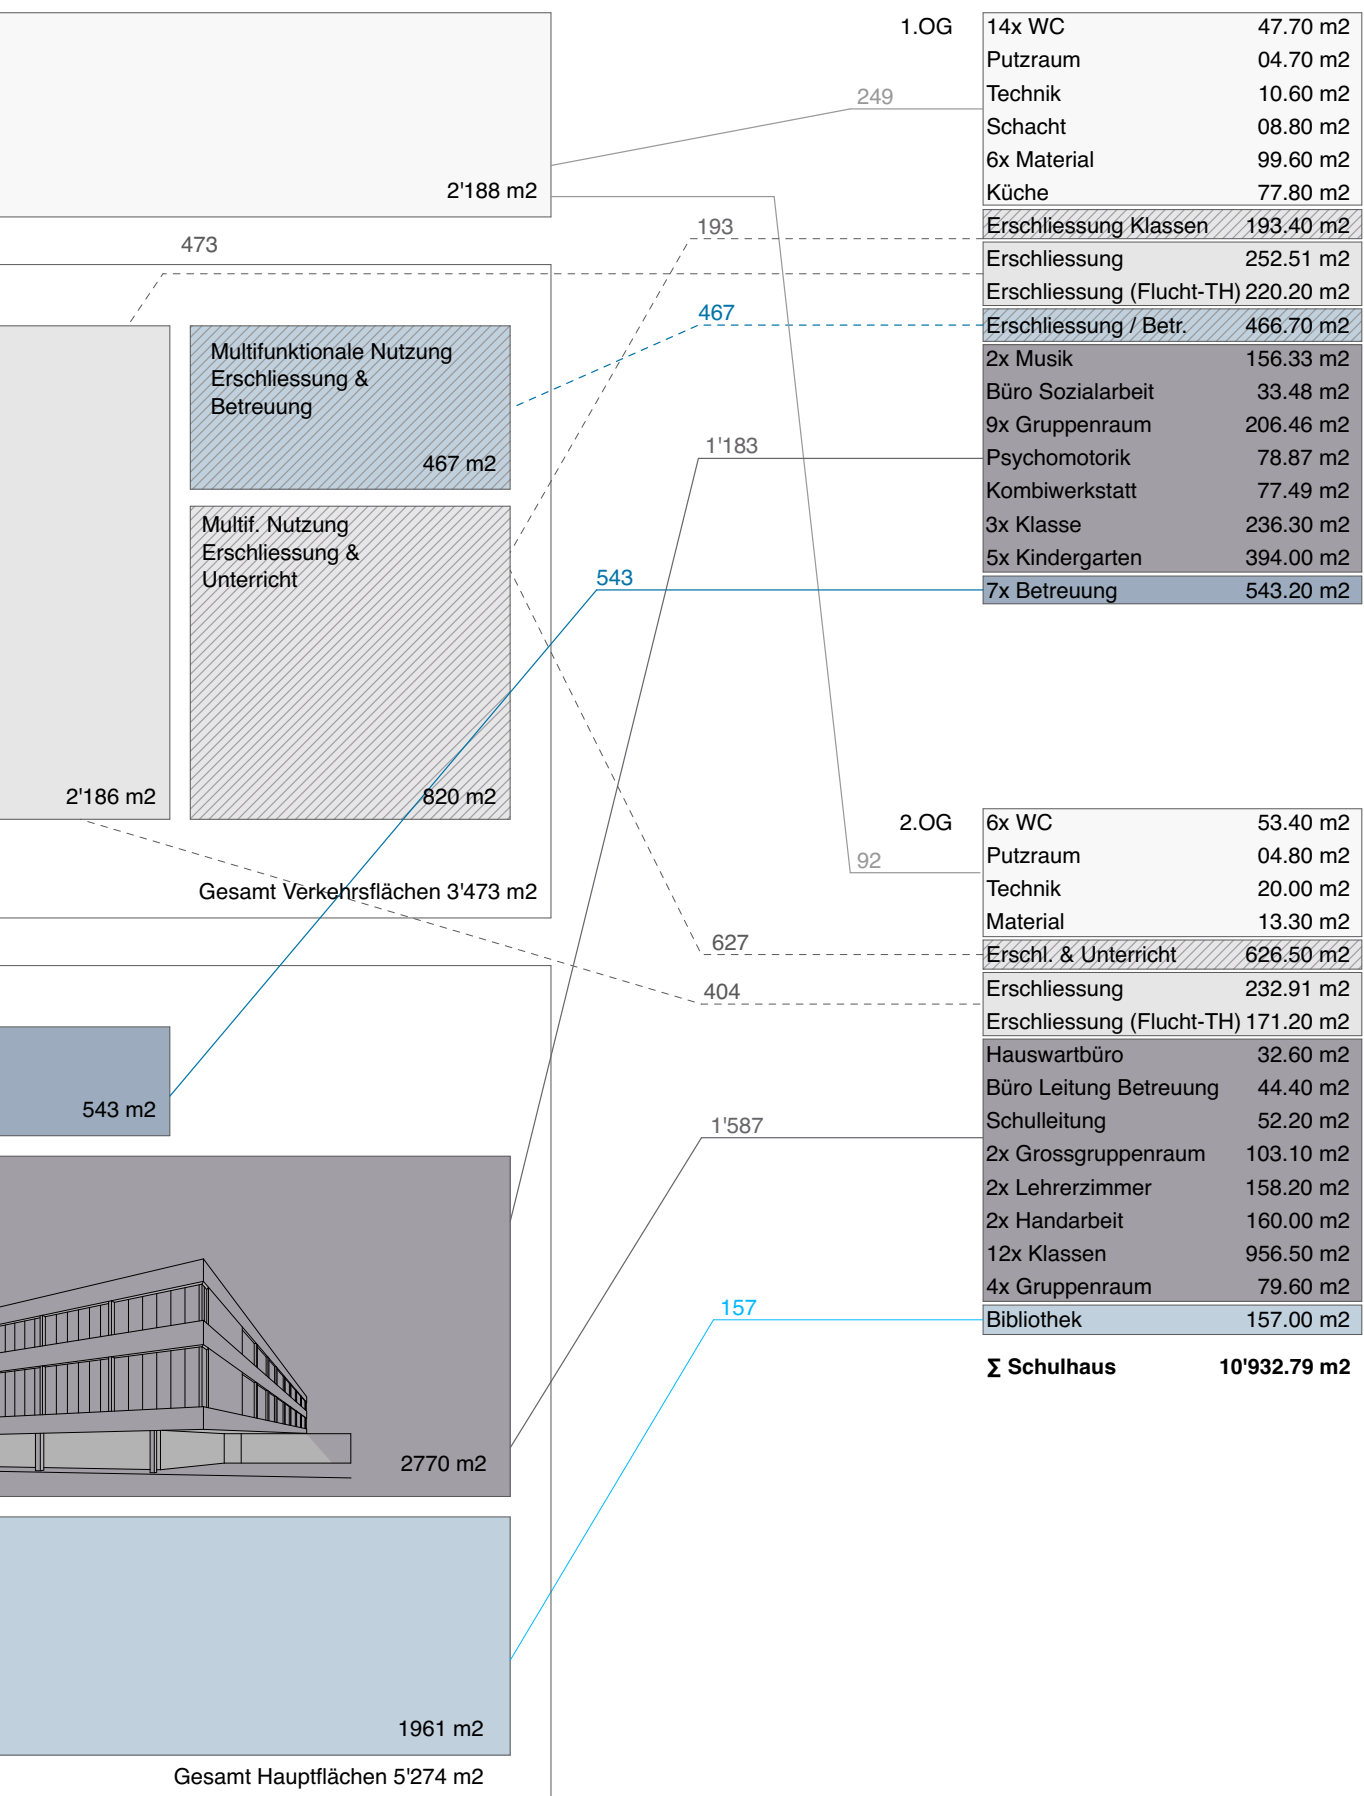 2'188 m2
473
Multifunktionale Nutzung
Erschliessung &
Betreuung
467 m2
Multif. Nutzung
Erschliessung &
Unterricht
820 m2
2'186 m2
Gesamt Verkehrsflächen 3'473 m2
543 m2
2770 m2
1961 m2
Gesamt Hauptflächen 5'274 m2
249
193
467
1'183
543
92
627
404
1'587
157
1.OG
14x WC 47.70 m2
Putzraum 04.70 m2
Technik 10.60 m2
Schacht 08.80 m2
6x Material 99.60 m2
Küche 77.80 m2
Erschliessung Klassen 193.40 m2
Erschliessung 252.51 m2
Erschliessung (Flucht-TH) 220.20 m2
Erschliessung / Betr. 466.70 m2
2x Musik 156.33 m2
Büro Sozialarbeit 33.48 m2
9x Gruppenraum 206.46 m2
Psychomotorik 78.87 m2
Kombiwerkstatt 77.49 m2
3x Klasse 236.30 m2
5x Kindergarten 394.00 m2
7x Betreuung 543.20 m2
2.OG
6x WC 53.40 m2
Putzraum 04.80 m2
Technik 20.00 m2
Material 13.30 m2
Erschl. & Unterricht 626.50 m2
Erschliessung 232.91 m2
Erschliessung (Flucht-TH) 171.20 m2
Hauswartbüro 32.60 m2
Büro Leitung Betreuung 44.40 m2
Schulleitung 52.20 m2
2x Grossgruppenraum 103.10 m2
2x Lehrerzimmer 158.20 m2
2x Handarbeit 160.00 m2
12x Klassen 956.50 m2
4x Gruppenraum 79.60 m2
Bibliothek 157.00 m2
∑ Schulhaus 10'932.79 m2